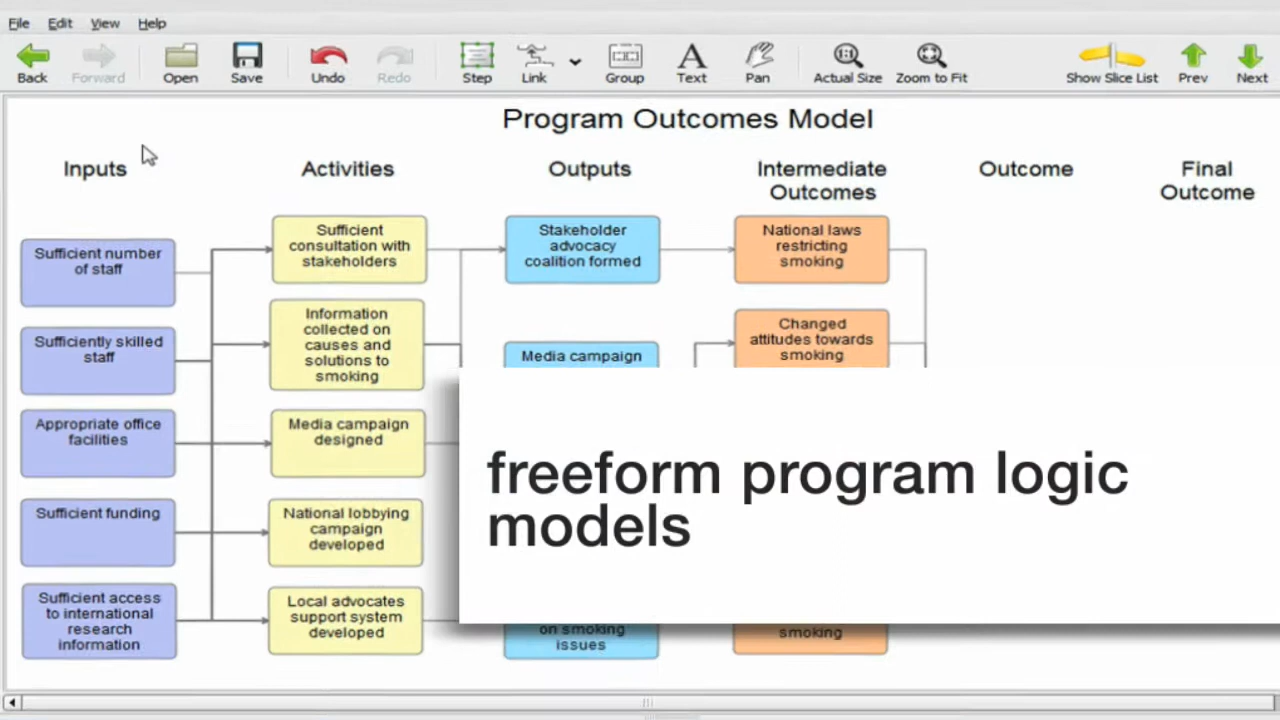 File Edit View Help
Back Forward Open Save Undo Redo Step Link Group Text Pan Actual Size Zoom to Fit Show Slice List Prev Next
Program Outcomes Model
Inputs
Activities
Outputs
Intermediate
Outcomes
Outcome
Final
Outcome
Sufficient number
of staff
Sufficiently skilled
staff
Appropriate office
facilities
Sufficient funding
Sufficient access
to international
research
information
Sufficient
consultation with
stakeholders
Information
collected on
causes and
solutions to
smoking
Media campaign
designed
National lobbying
campaign
developed
Local advocates
support system
developed
Stakeholder
advocacy
coalition formed
Media campaign
on smoking
issues
National laws
restricting
smoking
Changed
attitudes towards
smoking
smoking
freeform program logic
models